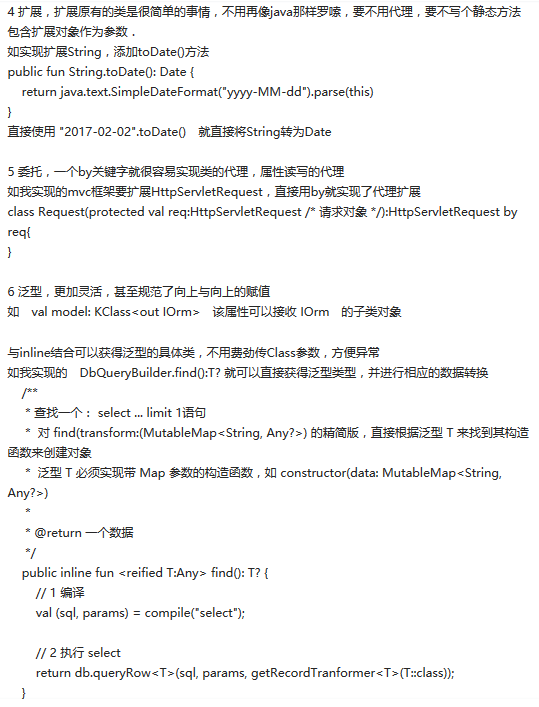 4 扩展，扩展原有的类是很简单的事情，不用再像java那样罗嗦，要不用代理，要不写个静态方法
包含扩展对象作为参数．
如实现扩展String，添加toDate()方法
public fun String.toDate(): Date {
    return java.text.SimpleDateFormat("yyyy-MM-dd").parse(this)
}
直接使用 "2017-02-02".toDate()    就直接将String转为Date

5 委托，一个by关键字就很容易实现类的代理，属性读写的代理
如我实现的mvc框架要扩展HttpServletRequest，直接用by就实现了代理扩展
class Request(protected val req:HttpServletRequest /* 请求对象 */):HttpServletRequest by
req{
}

6 泛型，更加灵活，甚至规范了向上与向上的赋值
如    val model: KClass<out IOrm>    该属性可以接收 IOrm    的子类对象

与inline结合可以获得泛型的具体类，不用费劲传Class参数，方便异常
如我实现的    DbQueryBuilder.find():T? 就可以直接获得泛型类型，并进行相应的数据转换
    /**
     * 查找一个： select ... limit 1语句
     *  对 find(transform:(MutableMap<String, Any?>) 的精简版，直接根据泛型 T 来找到其构造
函数来创建对象
     *  泛型 T 必须实现带 Map 参数的构造函数，如 constructor(data: MutableMap<String,
Any?>)
     *
     * @return 一个数据
     */
    public inline fun <reified T:Any> find(): T? {
        // 1 编译
        val (sql, params) = compile("select");

        // 2 执行 select
        return db.queryRow<T>(sql, params, getRecordTranformer<T>(T::class));
    }